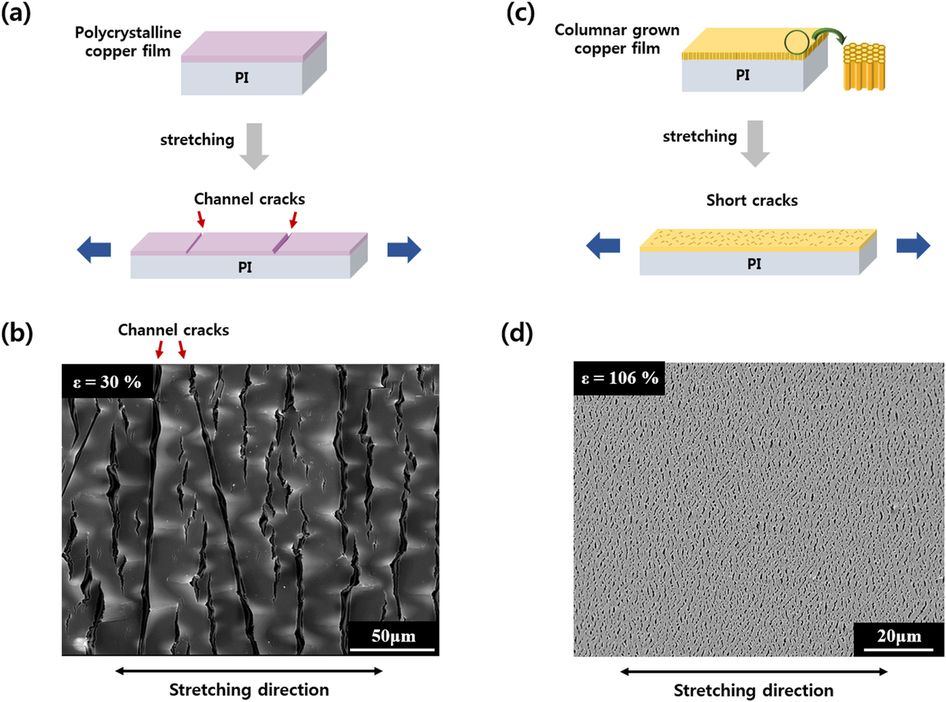 (a)
Polycrystalline
copper film
PI
stretching
Channel cracks
PI
(b)
Channel cracks
ε = 30 %
50μm
Stretching direction
(c)
Columnar grown
copper film
PI
stretching
Short cracks
PI
(d)
ε = 106 %
20μm
Stretching direction